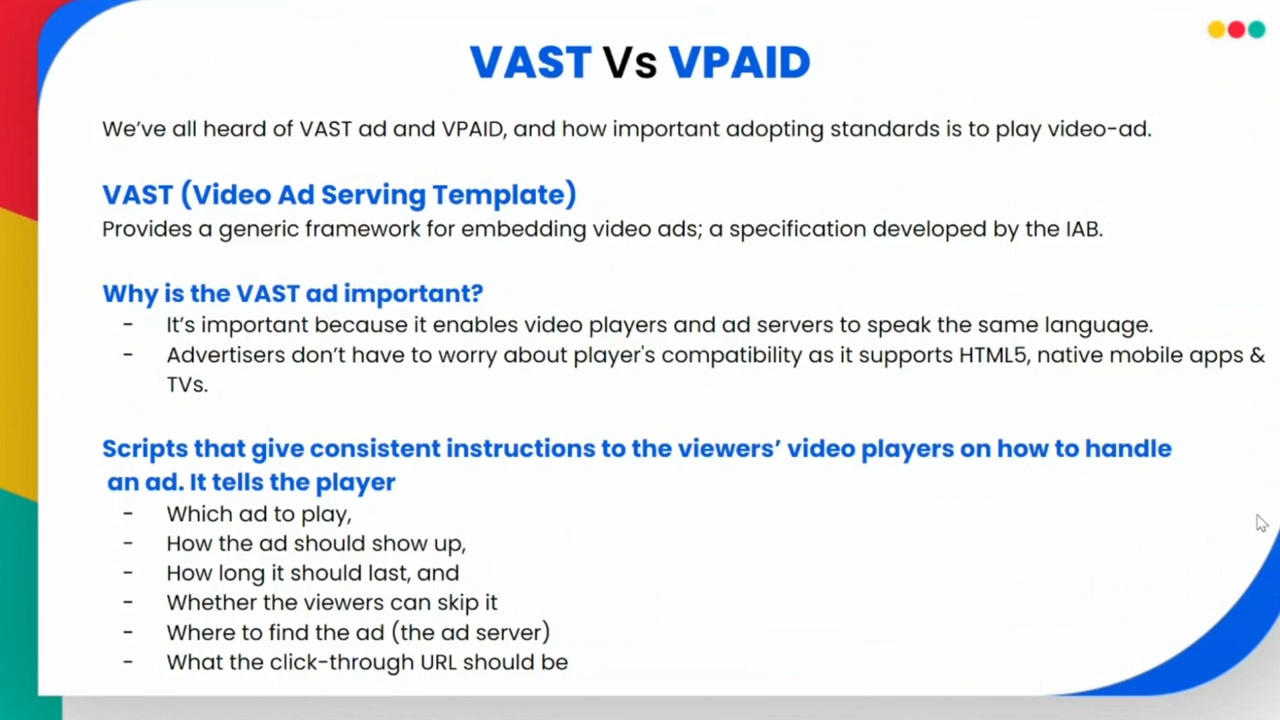 VAST Vs VPAID
We’ve all heard of VAST ad and VPAID, and how important adopting standards is to play video-ad.
VAST (Video Ad Serving Template)
Provides a generic framework for embedding video ads; a specification developed by the IAB.
Why is the VAST ad important?
- It’s important because it enables video players and ad servers to speak the same language.
- Advertisers don’t have to worry about player's compatibility as it supports HTML5, native mobile apps &
TVs.
Scripts that give consistent instructions to the viewers’ video players on how to handle
an ad. It tells the player
- Which ad to play,
- How the ad should show up,
- How long it should last, and
- Whether the viewers can skip it
- Where to find the ad (the ad server)
- What the click-through URL should be